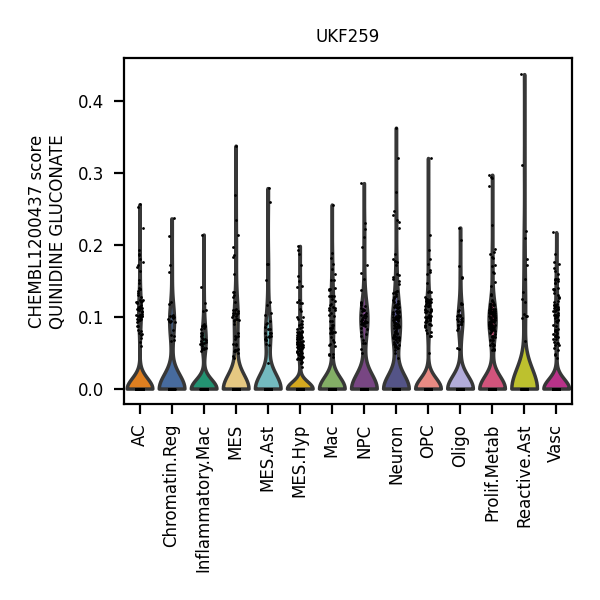 UKF259
CHEMBL1200437 score
QUINIDINE GLUCONATE
0.4
0.3
0.2
0.1
0.0
AC
Chromatin.Reg
Inflammatory.Mac
MES
MES.Ast
MES.Hyp
Mac
NPC
Neuron
OPC
Oligo
Prolif.Metab
Reactive.Ast
Vasc